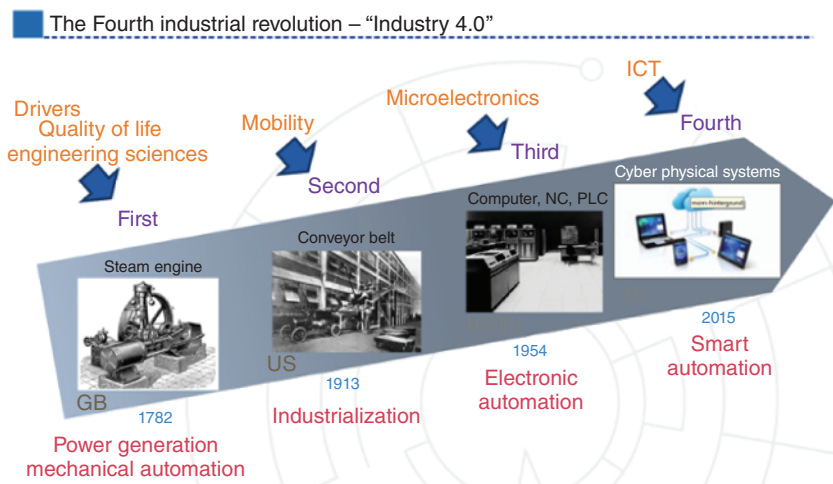 The Fourth industrial revolution – “Industry 4.0”
Drivers
Quality of life
engineering sciences
First
Steam engine
GB
1782
Power generation
mechanical automation
Mobility
Second
Conveyor belt
US
1913
Industrialization
Microelectronics
Third
Computer, NC, PLC
1954
Electronic
automation
ICT
Fourth
Cyber physical systems
2015
Smart
automation